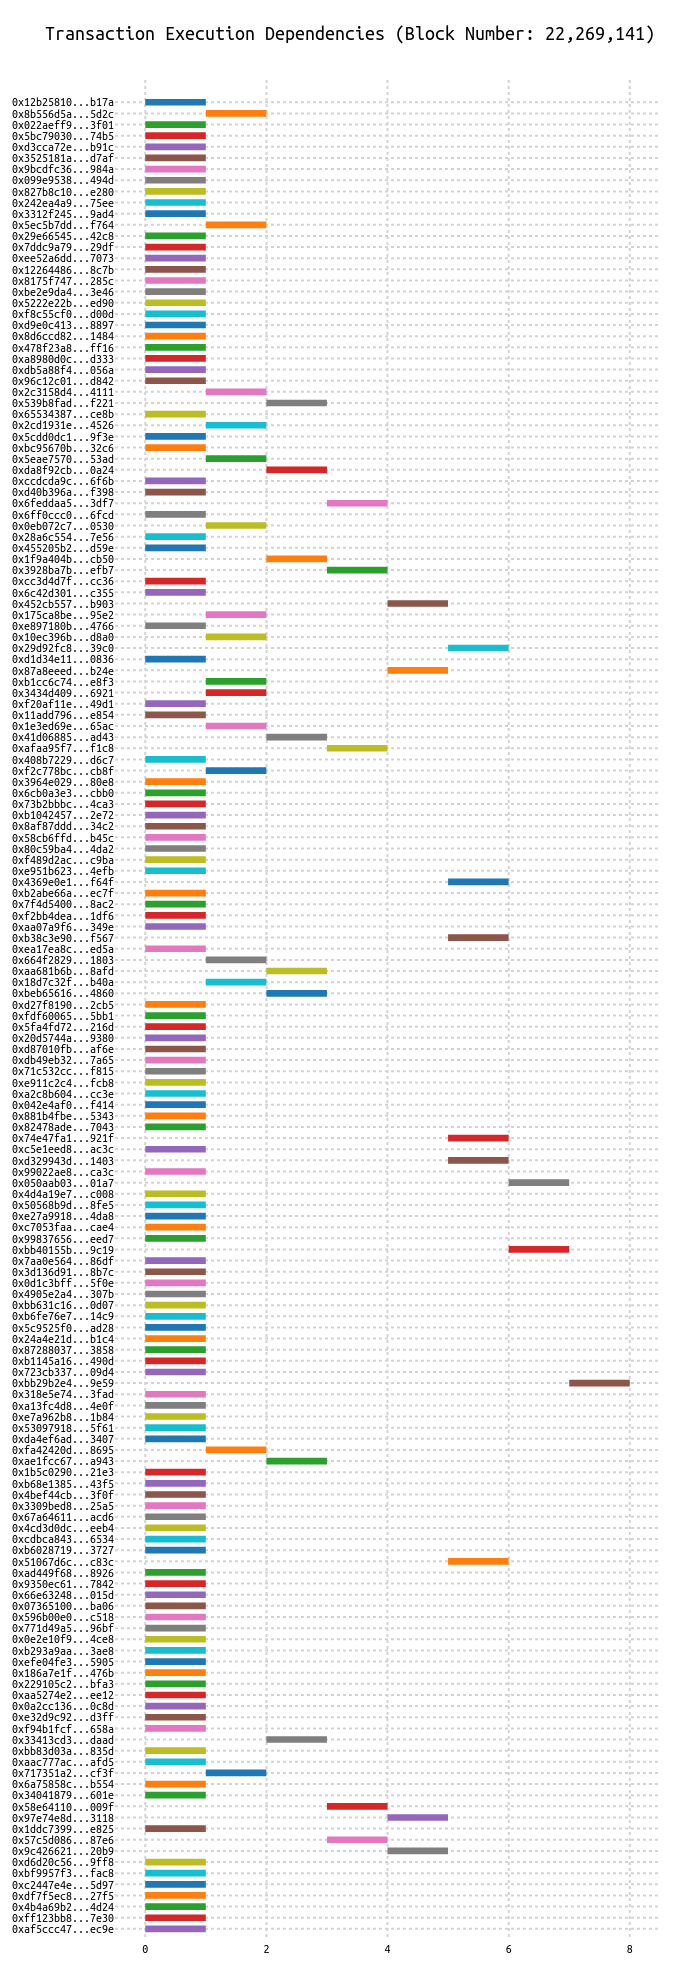 Transaction Execution Dependencies (Block Number: 22,269,141)
0x12b25810...b17a
0x8b556d5a...5d2c
0x022aeff9...3f01
0x5bc79030...74b5
0xd3cca72e...b91c
0x3525181a...d7af
0x9bcdfc36...984a
0x099e9538...494d
0x827b8c10...e280
0x242ea4a9...75ee
0x3312f245...9ad4
0x5ec5b7dd...f764
0x29e66545...42c8
0x7ddc9a79...29df
0xee52a6dd...7073
0x12264486...8c7b
0x8175f747...285c
0xbe2e9da4...3e46
0x5222e22b...ed90
0xf8c55cf0...d00d
0xd9e0c413...8897
0x8d6ccd82...1484
0x478f23a8...ff16
0xa8980d0c...d333
0xdb5a88f4...056a
0x96c12c01...d842
0x2c3158d4...4111
0x539b8fad...f221
0x65534387...ce8b
0x2cd1931e...4526
0x5cdd0dc1...9f3e
0xbc95670b...32c6
0x5eae7570...53ad
0xda8f92cb...0a24
0xccdcda9c...6f6b
0xd40b396a...f398
0x6feddaa5...3df7
0x6ff0ccc0...6fcd
0x0eb072c7...0530
0x28a6c554...7e56
0x455205b2...d59e
0x1f9a404b...cb50
0x3928ba7b...efb7
0xcc3d4d7f...cc36
0x6c42d301...c355
0x452cb557...b903
0x175ca8be...95e2
0xe897180b...4766
0x10ec396b...d8a0
0x29d92fc8...39c0
0xd1d34e11...0836
0x87a8eeed...b24e
0xb1cc6c74...e8f3
0x3434d409...6921
0xf20af11e...49d1
0x11add796...e854
0x1e3ed69e...65ac
0x41d06885...ad43
0xafaa95f7...f1c8
0x408b7229...d6c7
0xf2c778bc...cb8f
0x3964e029...80e8
0x6cb0a3e3...cbb0
0x73b2bbbc...4ca3
0xb1042457...2e72
0x8af87ddd...34c2
0x58cb6ffd...b45c
0x80c59ba4...4da2
0xf489d2ac...c9ba
0xe951b623...4efb
0x4369e0e1...f64f
0xb2abe66a...ec7f
0x7f4d5400...8ac2
0xf2bb4dea...1df6
0xaa07a9f6...349e
0xb38c3e90...f567
0xea17ea8c...ed5a
0x664f2829...1803
0xaa681b6b...8afd
0x18d7c32f...b40a
0xbeb65616...4860
0xd27f8190...2cb5
0xfdf60065...5bb1
0x5fa4fd72...216d
0x20d5744a...9380
0xd87010fb...af6e
0xdb49eb32...7a65
0x71c532cc...f815
0xe911c2c4...fcb8
0xa2c8b604...cc3e
0x042e4af0...f414
0x881b4fbe...5343
0x82478ade...7043
0x74e47fa1...921f
0xc5e1eed8...ac3c
0xd329943d...1403
0x99022ae8...ca3c
0x050aab03...01a7
0x4d4a19e7...c008
0x50568b9d...8fe5
0xe27a9918...4da8
0xc7053faa...cae4
0x99837656...eed7
0xbb40155b...9c19
0x7aa0e564...86df
0x3d136d91...8b7c
0x0d1c3bff...5f0e
0x4905e2a4...307b
0xbb631c16...0d07
0xb6fe76e7...14c9
0x5c9525f0...ad28
0x24a4e21d...b1c4
0x87288037...3858
0xb1145a16...490d
0x723cb337...09d4
0xbb29b2e4...9e59
0x318e5e74...3fad
0xa13fc4d8...4e0f
0xe7a962b8...1b84
0x53097918...5f61
0xda4ef6ad...3407
0xfa42420d...8695
0xae1fcc67...a943
0x1b5c0290...21e3
0xb68e1385...43f5
0x4bef44cb...3f0f
0x3309bed8...25a5
0x67a64611...acd6
0x4cd3d0dc...eeb4
0xcdbca843...6534
0xb6028719...3727
0x51067d6c...c83c
0xad449f68...8926
0x9350ec61...7842
0x66e63248...015d
0x07365100...ba06
0x596b00e0...c518
0x771d49a5...96bf
0x0e2e10f9...4ce8
0xb293a9aa...3ae8
0xefe04fe3...5905
0x186a7e1f...476b
0x229105c2...bfa3
0xaa5274e2...ee12
0x0a2cc136...0c8d
0xe32d9c92...d3ff
0xf94b1fcf...658a
0x33413cd3...daad
0xbb83d03a...835d
0xaac777ac...afd5
0x717351a2...cf3f
0x6a75858c...b554
0x34041879...601e
0x58e64110...009f
0x97e74e8d...3118
0x1ddc7399...e825
0x57c5d086...87e6
0x9c426621...20b9
0xd6d20c56...9ff8
0xbf9957f3...fac8
0xc2447e4e...5d97
0xdf7f5ec8...27f5
0x4b4a69b2...4d24
0xff123bb8...7e30
0xaf5ccc47...ec9e
0 2 4 6 8